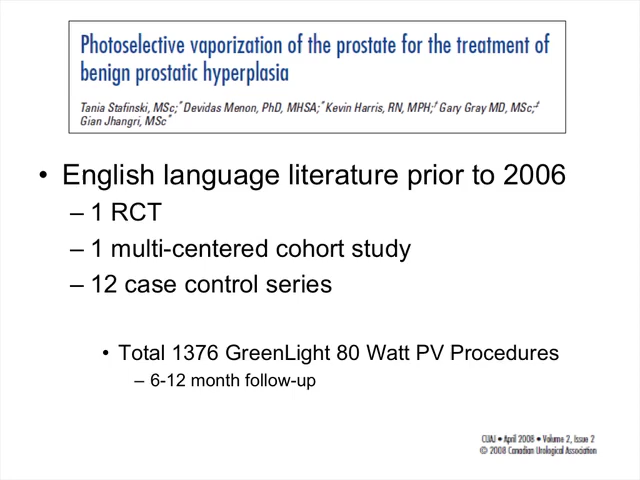 Photoselective vaporization of the prostate for the treatment of
benign prostatic hyperplasia
Tania Stafinski, MSc;* Devidas Menon, PhD, MHSA;* Kevin Harris, RN, MPH;† Gary Gray MD, MSc;‡
Gian Jhangri, MSc*
• English language literature prior to 2006
– 1 RCT
– 1 multi-centered cohort study
– 12 case control series
• Total 1376 GreenLight 80 Watt PV Procedures
– 6-12 month follow-up
CUAJ • April 2008 • Volume 2, Issue 2
© 2008 Canadian Urological Association